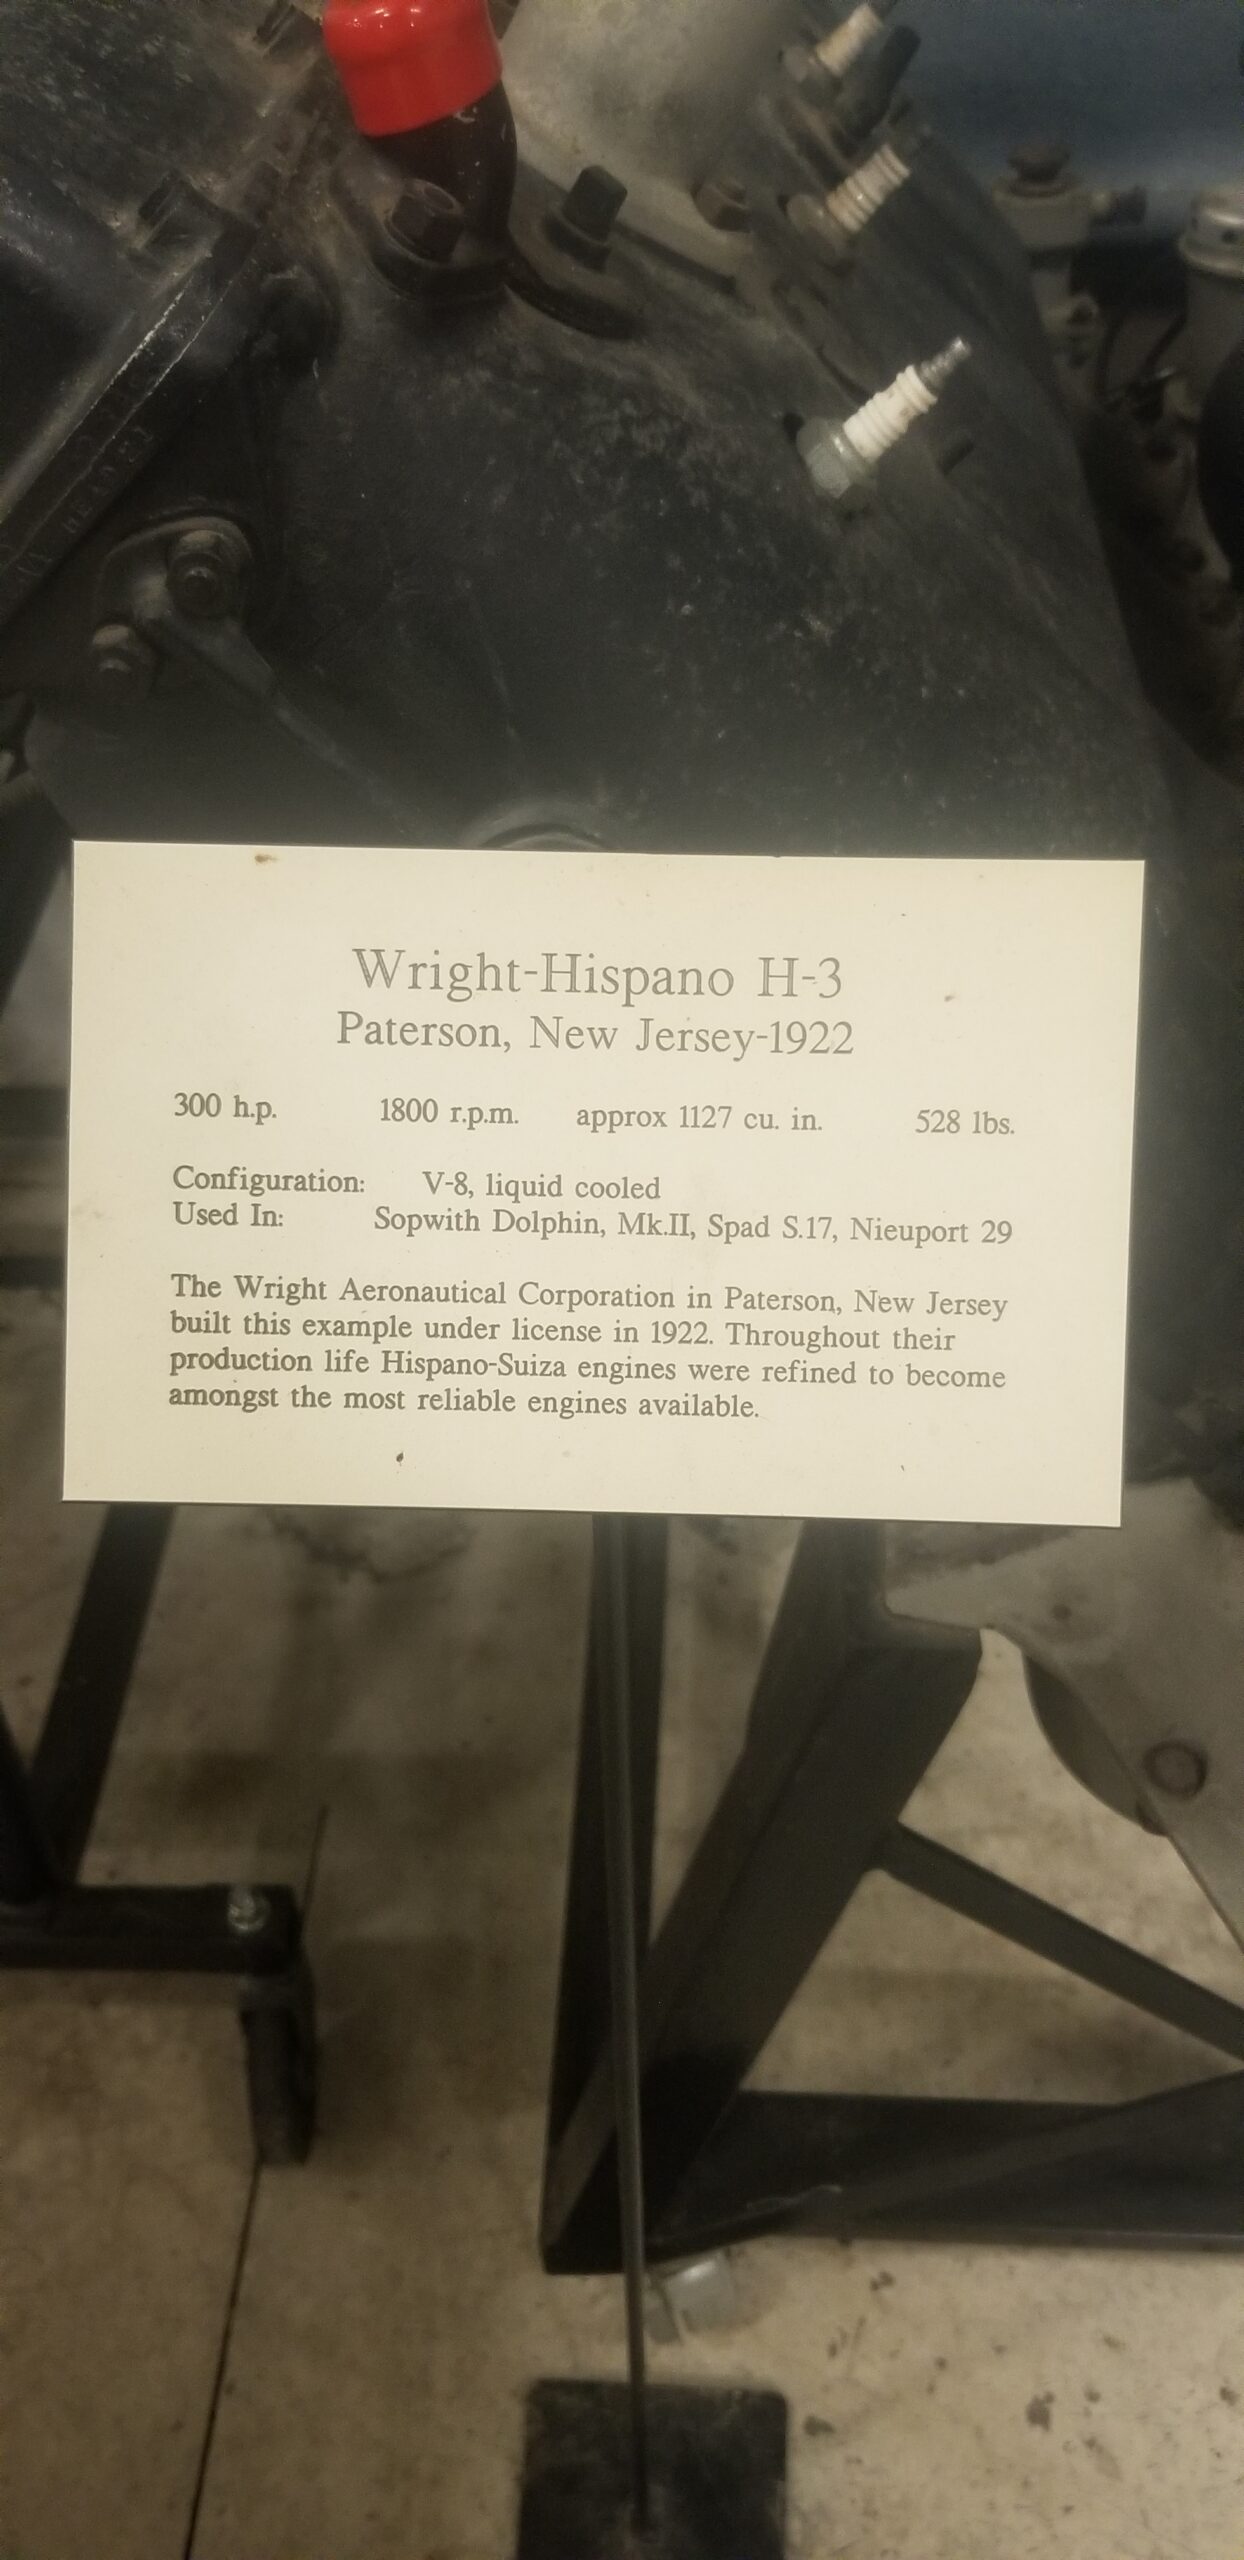 Wright-Hispano H-3
Paterson, New Jersey-1922
300 h.p. 1800 r.p.m. approx 1127 cu. in. 528 lbs.
Configuration: V-8, liquid cooled
Used In: Sopwith Dolphin, Mk.II, Spad S.17, Nieuport 29
The Wright Aeronautical Corporation in Paterson, New Jersey
built this example under license in 1922. Throughout their
production life Hispano-Suiza engines were refined to become
amongst the most reliable engines available.